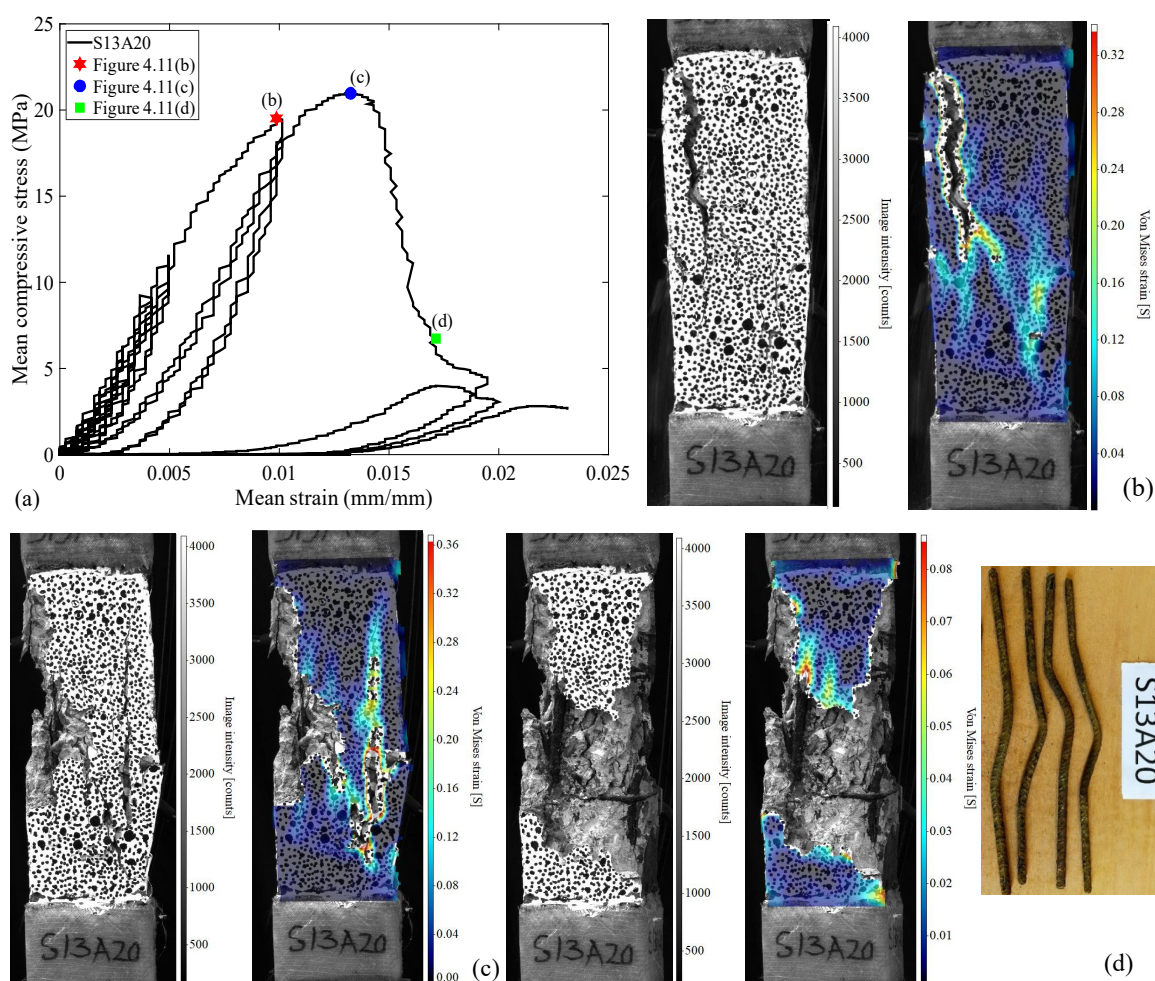 25
20
15
10
5
0
Mean compressive stress (MPa)
S13A20
Figure 4.11(b)
Figure 4.11(c)
Figure 4.11(d)
(b)
(c)
(d)
0
0.005
0.01
0.015
0.02
0.025
Mean strain (mm/mm)
(a)
S13A20
4000
3500
3000
2500
2000
1500
1000
500
Image intensity [counts]
S13A20
0.32
0.28
0.24
0.20
0.16
0.12
0.08
0.04
Von Mises strain [S]
(b)
S13A20
4000
3500
3000
2500
2000
1500
1000
500
Image intensity [counts]
S13A20
0.36
0.32
0.28
0.24
0.20
0.16
0.12
0.08
0.04
0.00
Von Mises strain [S]
(c)
S13A20
4000
3500
3000
2500
2000
1500
1000
500
Image intensity [counts]
S13A20
0.08
0.07
0.06
0.05
0.04
0.03
0.02
0.01
Von Mises strain [S]
S13A20
(d)